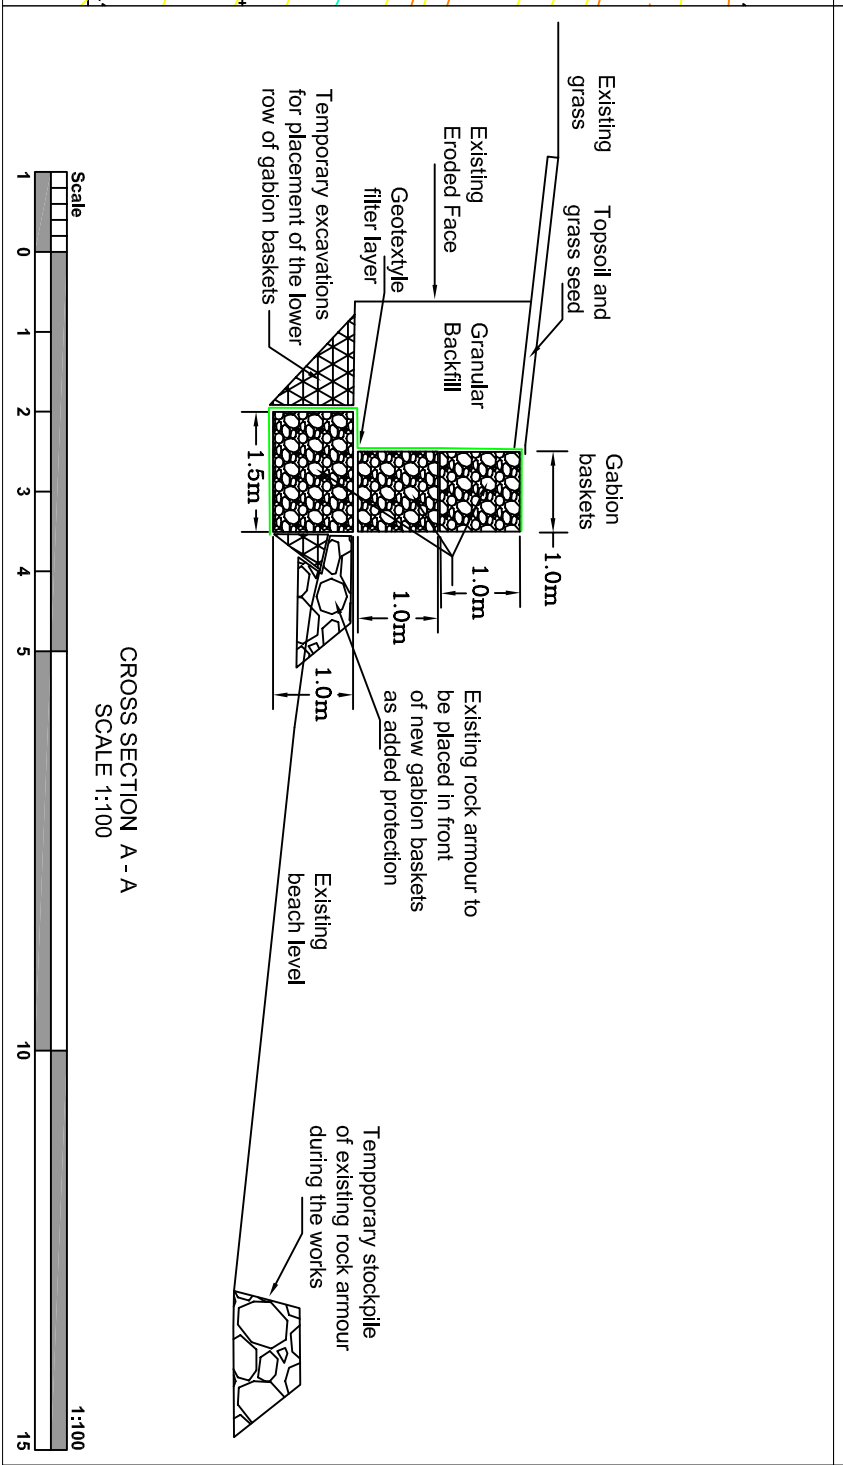 Existing
grass
Topsoil and
grass seed
Gabion
baskets
1.0m
Existing
Eroded Face
Granular
Backfill
1.0m
Geotextyle
filter layer
1.0m
Temporary excavations
for placement of the lower
row of gabion baskets
1.5m
1.0m
Existing rock armour to
be placed in front
of new gabion baskets
as added protection
Existing
beach level
Tempporary stockpile
of existing rock armour
during the works
CROSS SECTION A - A
SCALE 1:100
Scale
1:100
1 0 1 2 3 4 5 10 15